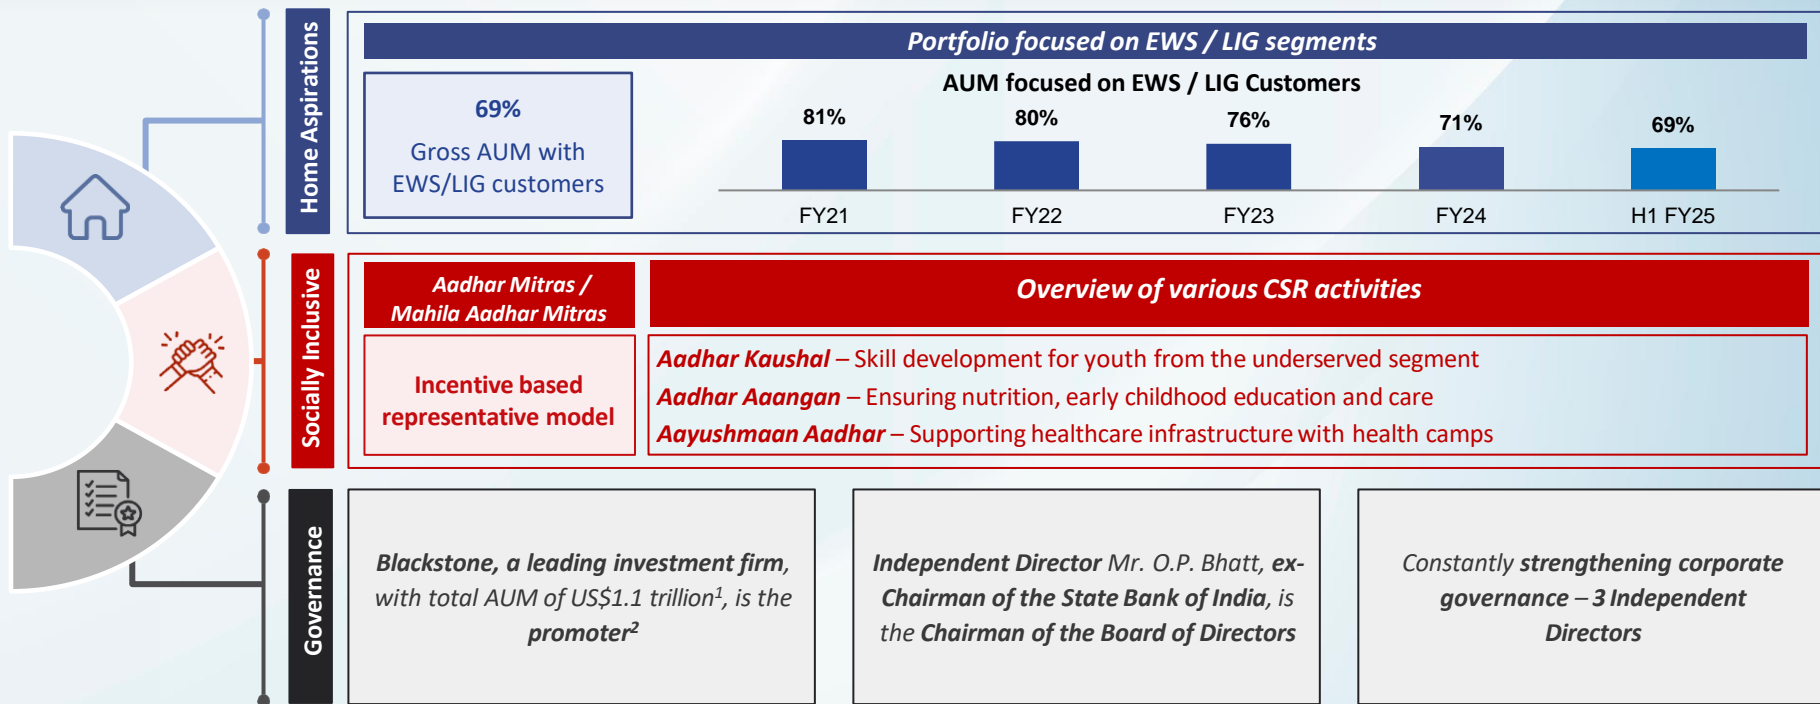 Home Aspirations
Portfolio focused on EWS / LIG segments
69%
Gross AUM with
EWS/LIG customers
AUM focused on EWS / LIG Customers
81%
80%
76%
71%
69%
FY21
FY22
FY23
FY24
H1 FY25
Socially Inclusive
Aadhar Mitras /
Mahila Aadhar Mitras
Incentive based
representative model
Overview of various CSR activities
Aadhar Kaushal – Skill development for youth from the underserved segment
Aadhar Aaangan – Ensuring nutrition, early childhood education and care
Aayushmaan Aadhar – Supporting healthcare infrastructure with health camps
Governance
Blackstone, a leading investment firm,
with total AUM of US$1.1 trillion¹, is the
promoter²
Independent Director Mr. O.P. Bhatt, ex-
Chairman of the State Bank of India, is
the Chairman of the Board of Directors
Constantly strengthening corporate
governance – 3 Independent
Directors